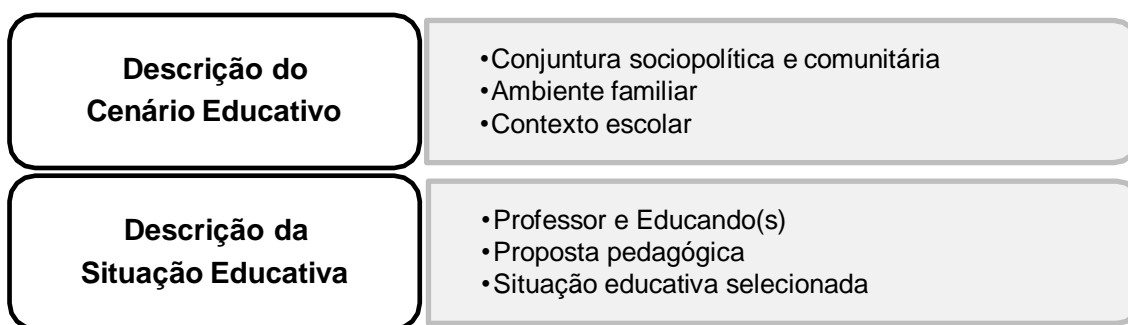 Descrição do
Cenário Educativo
•Conjuntura sociopolítica e comunitária
•Ambiente familiar
•Contexto escolar
Descrição da
Situação Educativa
•Professor e Educando(s)
•Proposta pedagógica
•Situação educativa selecionada